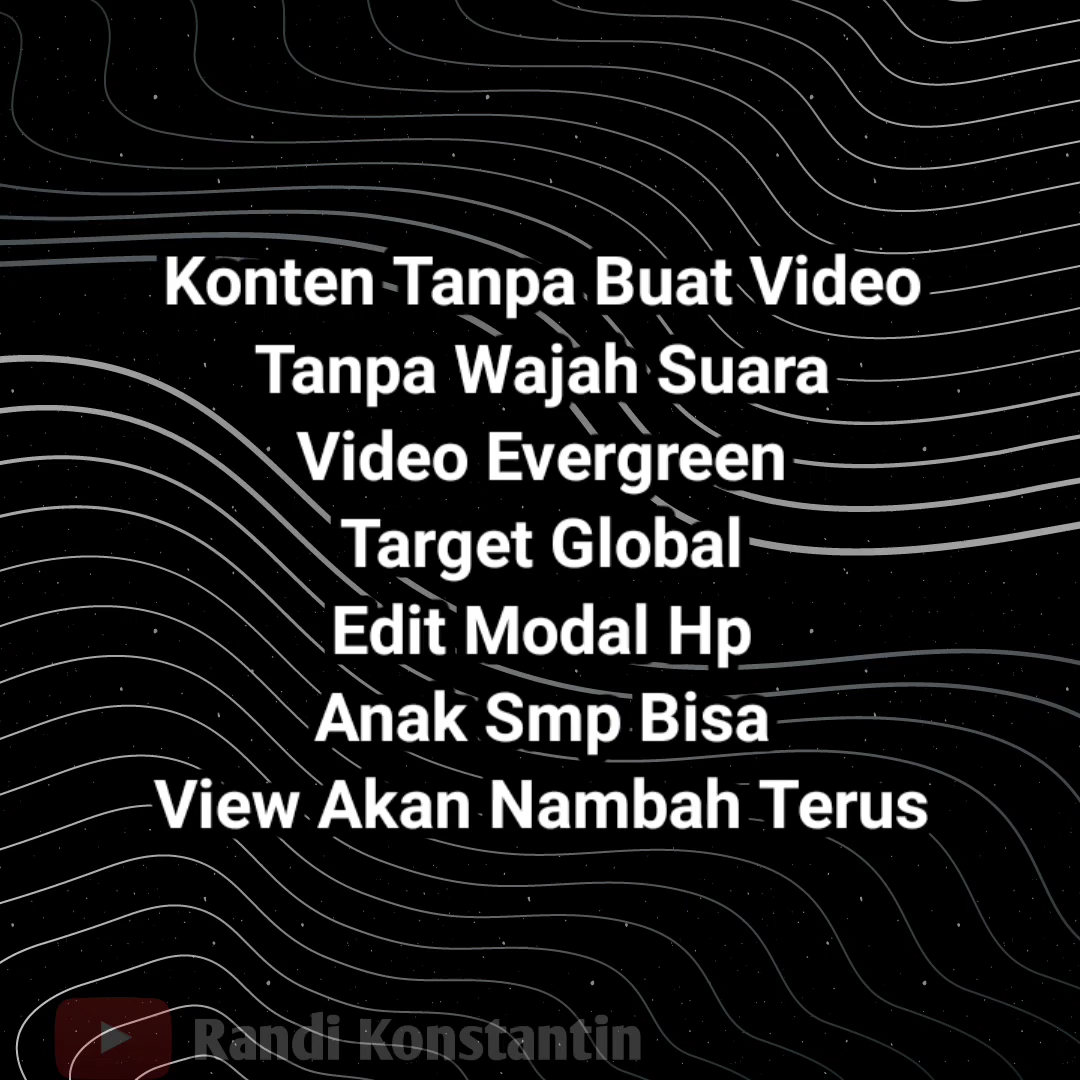 Konten Tanpa Buat Video
Tanpa Wajah Suara
Video Evergreen
Target Global
Edit Modal Hp
Anak Smp Bisa
View Akan Nambah Terus
Randi Konstantin